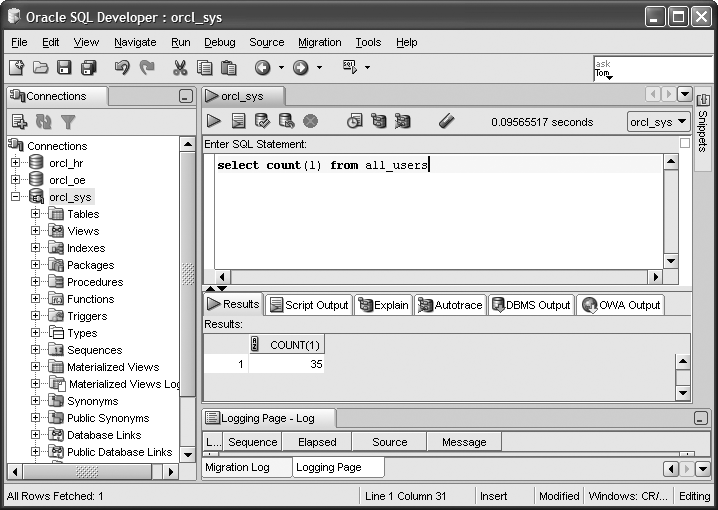 Oracle SQL Developer : orcl_sys
File Edit View Navigate Run Debug Source Migration Tools Help
ask
Tom
Connections
Connections
orcl_hr
orcl_oe
orcl_sys
Tables
Views
Indexes
Packages
Procedures
Functions
Triggers
Types
Sequences
Materialized Views
Materialized Views Log
Synonyms
Public Synonyms
Database Links
Public Database Links
orcl_sys
0.09565517 seconds orcl_sys
Enter SQL Statement:
select count(1) from all_users
Results Script Output Explain Autotrace DBMS Output OWA Output
Results:
COUNT(1)
1 35
Logging Page - Log
L... Sequence Elapsed Source Message
Migration Log Logging Page
Snippets
All Rows Fetched: 1 Line 1 Column 31 Insert Modified Windows: CR/... Editing